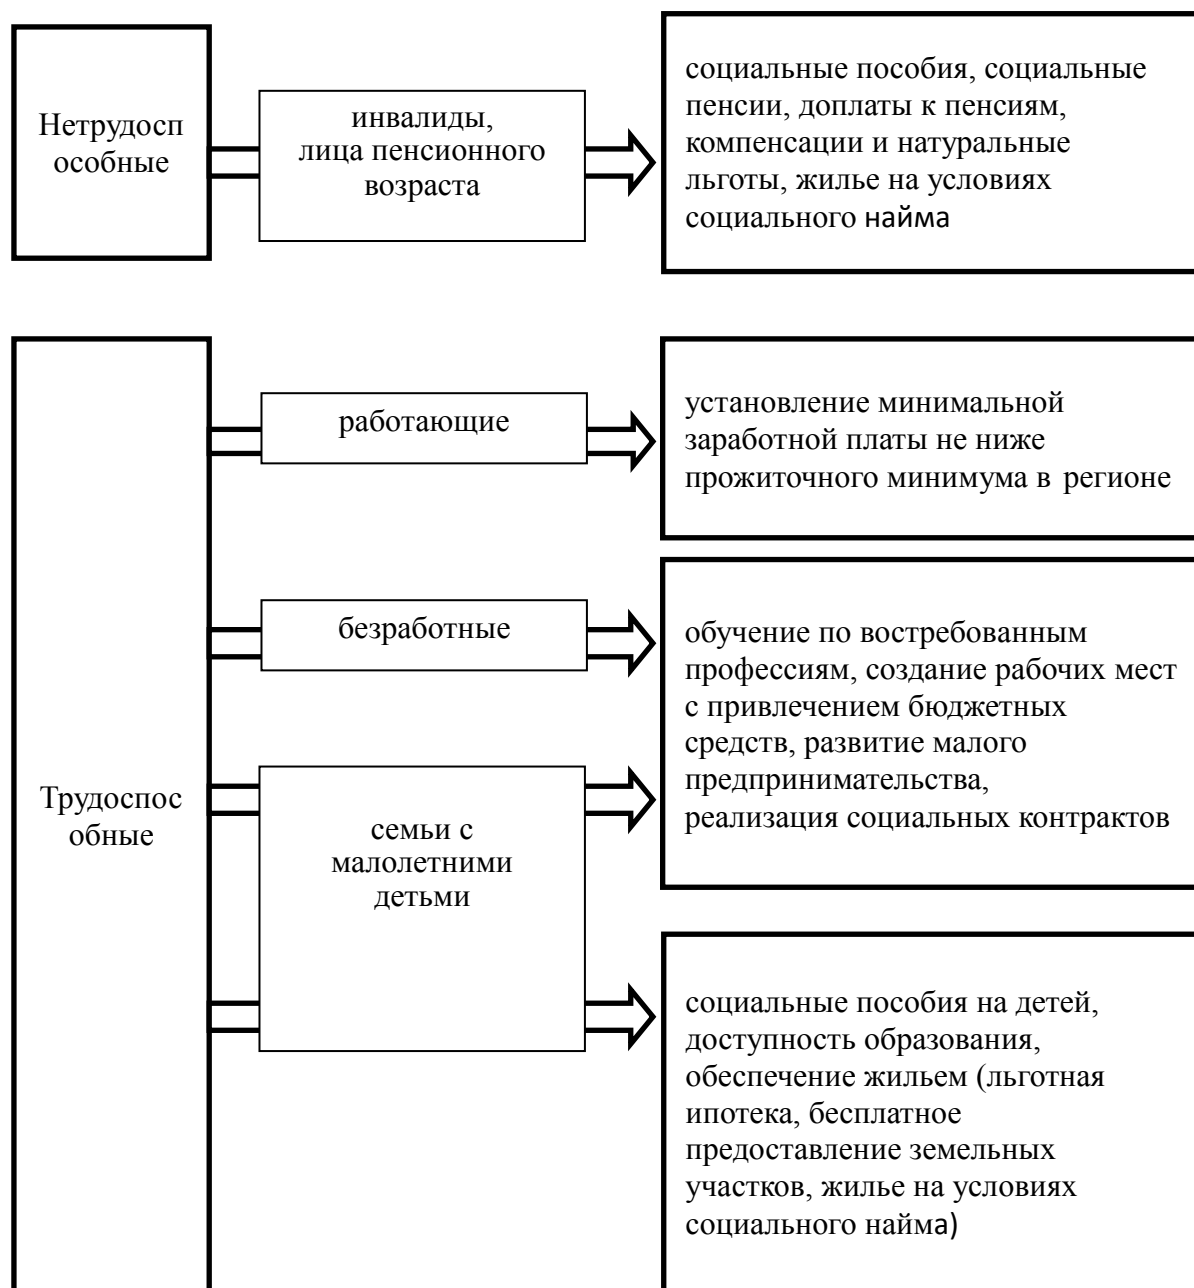 Нетрудосп
особные
инвалиды,
лица пенсионного
возраста
социальные пособия, социальные
пенсии, доплаты к пенсиям,
компенсации и натуральные
льготы, жилье на условиях
социального найма
Трудоспос
обные
работающие
установление минимальной
заработной платы не ниже
прожиточного минимума в регионе
безработные
семьи с
малолетними
детьми
обучение по востребованным
профессиям, создание рабочих мест
с привлечением бюджетных
средств, развитие малого
предпринимательства,
реализация социальных контрактов
социальные пособия на детей,
доступность образования,
обеспечение жильем (льготная
ипотека, бесплатное
предоставление земельных
участков, жилье на условиях
социального найма)